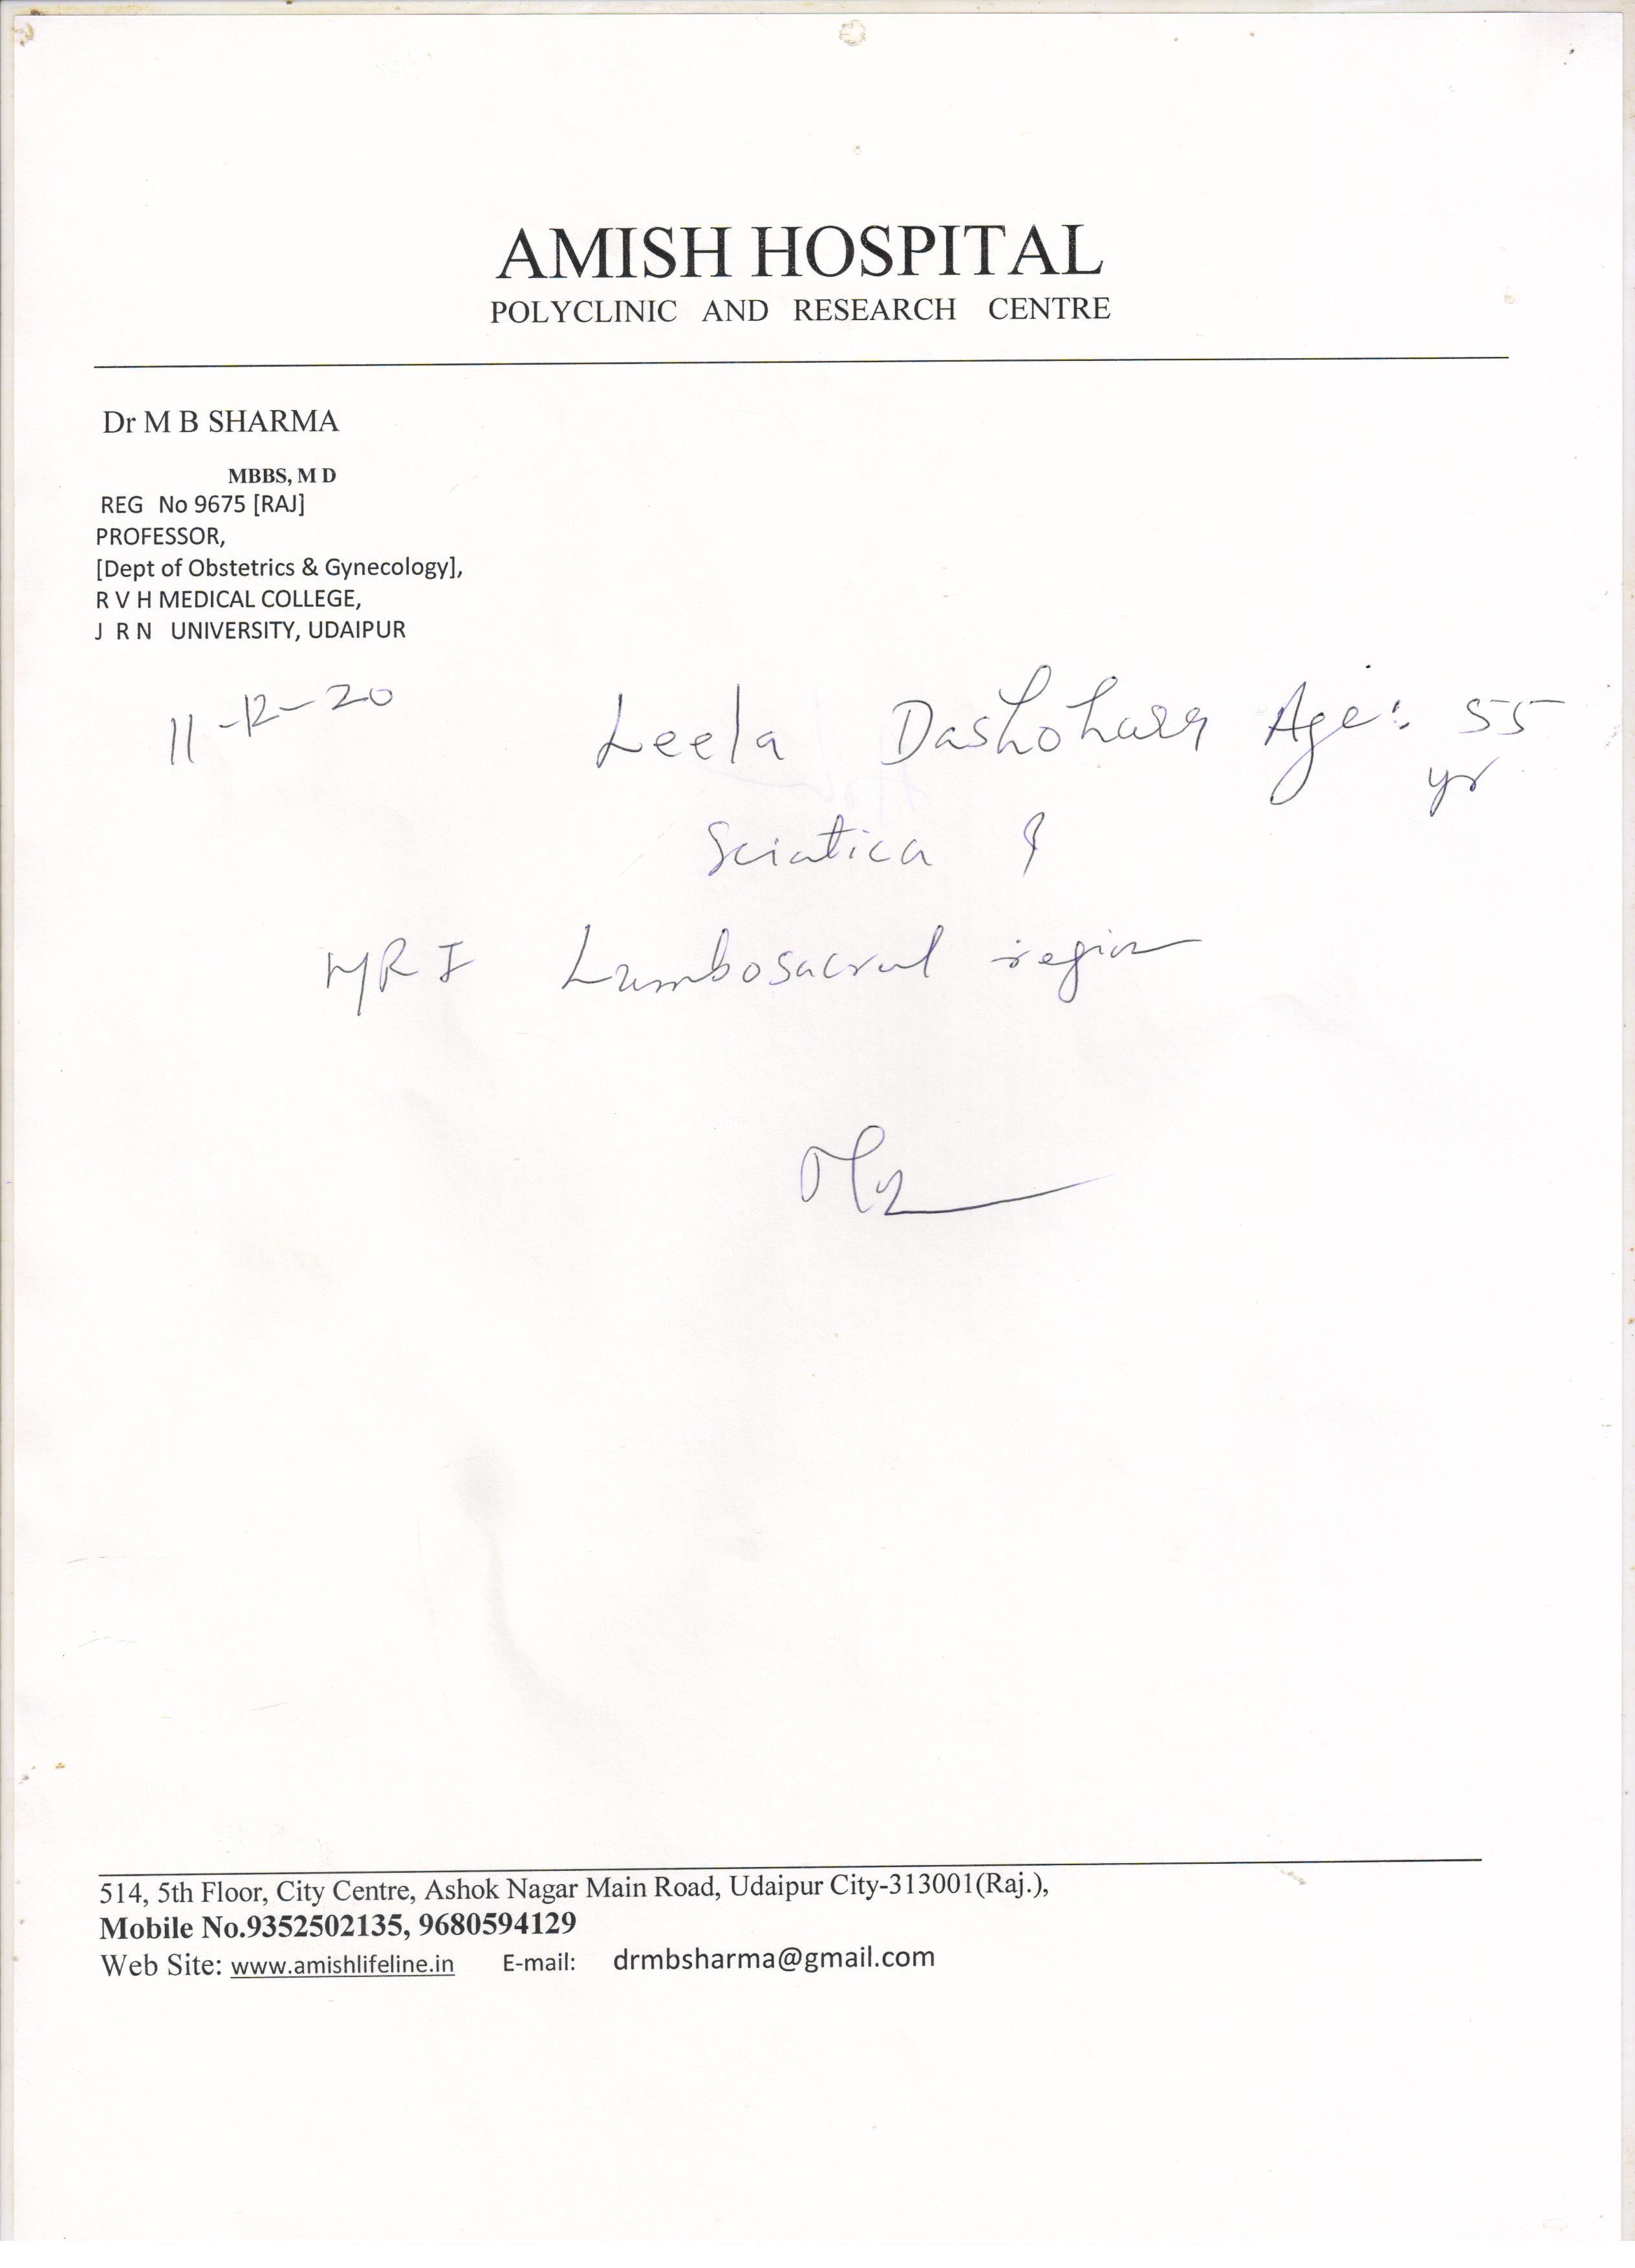 AMISH HOSPITAL
POLYCLINIC AND RESEARCH CENTRE
Dr M B SHARMA
MBBS, M D
REG No 9675 [RAJ]
PROFESSOR,
[Dept of Obstetrics & Gynecology],
R V H MEDICAL COLLEGE,
J R N UNIVERSITY, UDAIPUR
11-12-20 Leela Age: 55
yr
Sciatica
MRI Lumbosacral region
514, 5th Floor, City Centre, Ashok Nagar Main Road, Udaipur City-313001(Raj.),
Mobile No.9352502135, 9680594129
Web Site: www.amishlifeline.in E-mail: drmbsharma@gmail.com